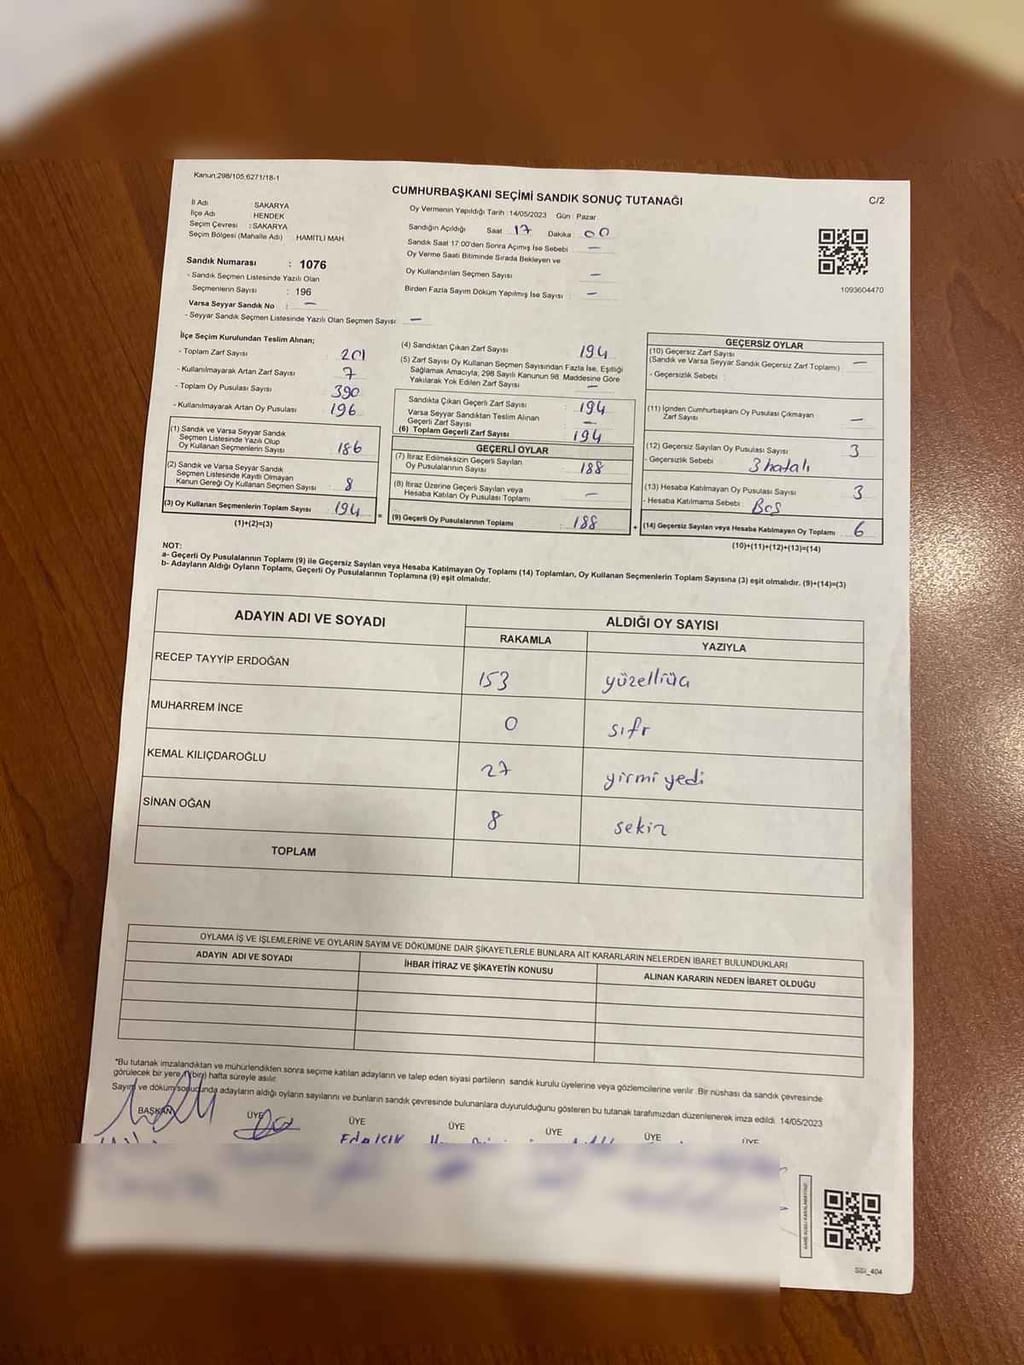 Kanun:298/105,6271/18-1
CUMHURBAŞKANI SEÇİMİ SANDIK SONUÇ TUTANAĞI
C/2
İl Adı SAKARYA
İlçe Adı HENDEK
Seçim Çevresi : SAKARYA
Seçim Bölgesi (Mahalle Adı) HAMİTLİ MAH
Oy Vermenin Yapıldığı Tarih : 14/05/2023 Gün : Pazar
Sandığın Açıldığı Saat 17 Dakika 00
Sandık Saat 17:00'den Sonra Açımış İse Sebebi —
Oy Verme Saati Bitiminde Sırada Bekleyen ve
Oy Kullandırılan Seçmen Sayısı —
Birden Fazla Sayım Döküm Yapılmış İse Sayısı —
1093604470
Sandık Numarası : 1076
- Sandık Seçmen Listesinde Yazılı Olan
Seçmenlerin Sayısı : 196
Varsa Seyyar Sandık No : —
- Seyyar Sandık Seçmen Listesinde Yazılı Olan Seçmen Sayısı —
İlçe Seçim Kurulundan Teslim Alınan;
- Toplam Zarf Sayısı 201
- Kullanılmayarak Artan Zarf Sayısı 7
- Toplam Oy Pusulası Sayısı 390
- Kullanılmayarak Artan Oy Pusulası 196
(1) Sandık ve Varsa Seyyar Sandık
Seçmen Listesinde Yazılı Olup
Oy Kullanan Seçmenlerin Sayısı 186
(2) Sandık ve Varsa Seyyar Sandık
Seçmen Listesinde Kayıtlı Olmayan
Kanun Gereği Oy Kullanan Seçmen Sayısı 8
(3) Oy Kullanan Seçmenlerin Toplam Sayısı 194
(1)+(2)=(3)
=
(4) Sandıktan Çıkan Zarf Sayısı 194
(5) Zarf Sayısı Oy Kullanan Seçmen Sayısından Fazla İse, Eşitliği
Sağlamak Amacıyla, 298 Sayılı Kanunun 98. Maddesine Göre
Yakılarak Yok Edilen Zarf Sayısı —
Sandıkta Çıkan Geçerli Zarf Sayısı : 194
Varsa Seyyar Sandıktan Teslim Alınan
Geçerli Zarf Sayısı : —
(6) Toplam Geçerli Zarf Sayısı 194
GEÇERLİ OYLAR
(7) İtiraz Edilmeksizin Geçerli Sayılan
Oy Pusulalarının Sayısı 188
(8) İtiraz Üzerine Geçerli Sayılan veya
Hesaba Katılan Oy Pusulası Toplamı —
(9) Geçerli Oy Pusulalarının Toplamı 188
+
GEÇERSİZ OYLAR
(10) Geçersiz Zarf Sayısı
(Sandık ve Varsa Seyyar Sandık Geçersiz Zarf Toplamı) —
- Geçersizlik Sebebi :
(11) İçinden Cumhurbaşkanı Oy Pusulası Çıkmayan
Zarf Sayısı —
(12) Geçersiz Sayılan Oy Pusulası Sayısı 3
- Geçersizlik Sebebi 3 hatalı
(13) Hesaba Katılmayan Oy Pusulası Sayısı 3
- Hesaba Katılmama Sebebi : Boş
(14) Geçersiz Sayılan veya Hesaba Katılmayan Oy Toplamı 6
(10)+(11)+(12)+(13)=(14)
NOT:
a- Geçerli Oy Pusulalarının Toplamı (9) ile Geçersiz Sayılan veya Hesaba Katılmayan Oy Toplamı (14) Toplamları, Oy Kullanan Seçmenlerin Toplam Sayısına (3) eşit olmalıdır. (9)+(14)=(3)
b- Adayların Aldığı Oyların Toplamı, Geçerli Oy Pusulalarının Toplamına (9) eşit olmalıdır.
ADAYIN ADI VE SOYADI ALDIĞI OY SAYISI
RAKAMLA YAZIYLA
RECEP TAYYİP ERDOĞAN 153 yüzelliüç
MUHARREM İNCE 0 sıfır
KEMAL KILIÇDAROĞLU 27 yirmi yedi
SİNAN OĞAN 8 sekiz
TOPLAM
OYLAMA İŞ VE İŞLEMLERİNE VE OYLARIN SAYIM VE DÖKÜMÜNE DAİR ŞİKAYETLERLE BUNLARA AİT KARARLARIN NELERDEN İBARET BULUNDUKLARI
ADAYIN ADI VE SOYADI İHBAR İTİRAZ VE ŞİKAYETİN KONUSU ALINAN KARARIN NEDEN İBARET OLDUĞU
*Bu tutanak imzalandıktan ve mühürlendikten sonra seçime katılan adayların ve talep eden siyasi partilerin sandık kurulu üyelerine veya gözlemcilerine verilir. Bir nüshası da sandık çevresinde
görülecek bir yere 1 (bir) hafta süreyle asılır.
Sayım ve döküm sonucunda adayların aldığı oyların sayılarını ve bunların sandık çevresinde bulunanlara duyurulduğunu gösteren bu tutanak tarafımızdan düzenlenerek imza edildi. 14/05/2023
BAŞKAN ÜYE ÜYE ÜYE ÜYE ÜYE ÜYE
SSI_404